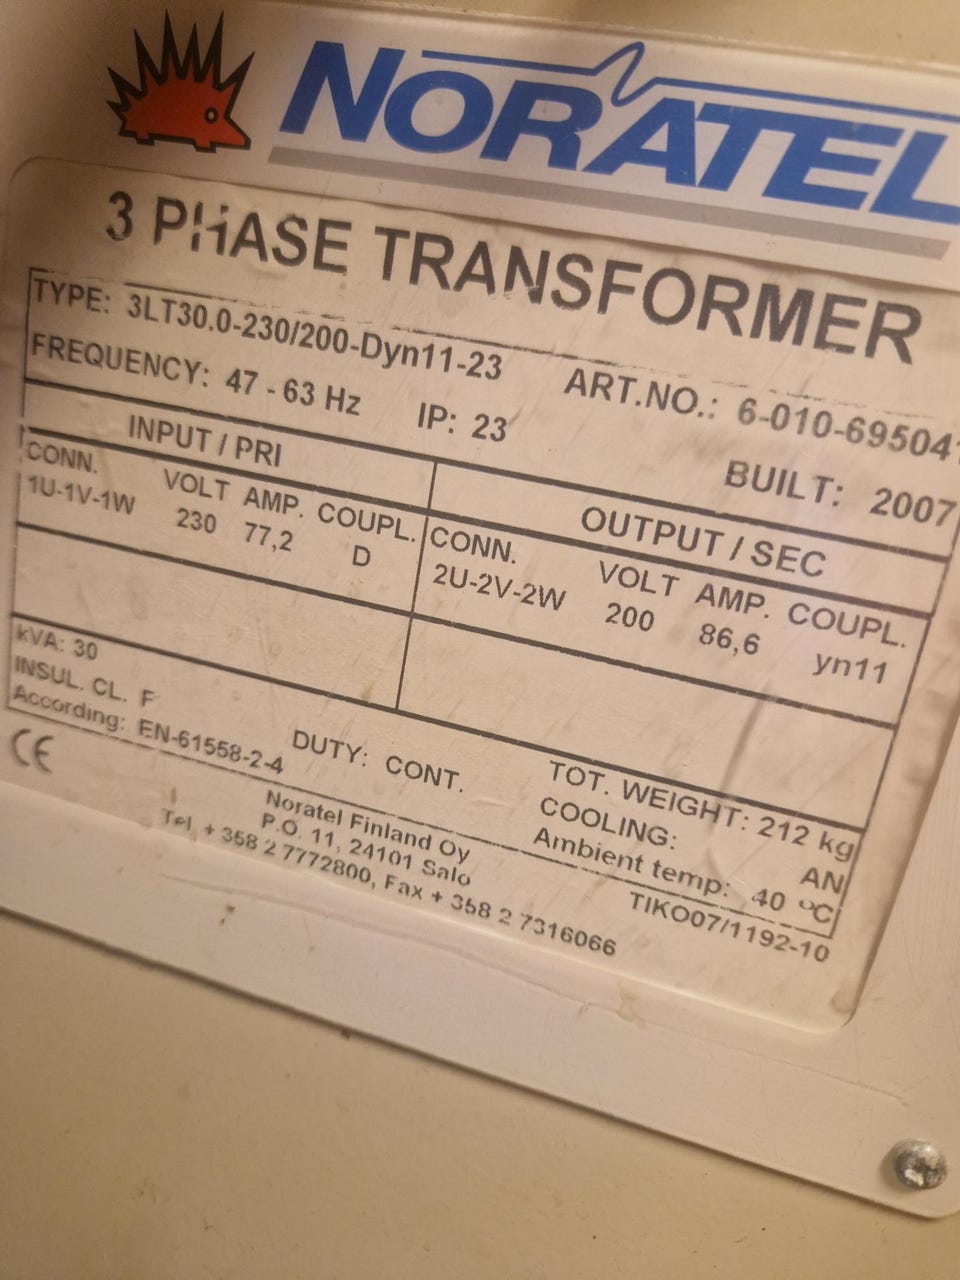 NORATEL
3 PHASE TRANSFORMER
TYPE: 3LT30.0-230/200-Dyn11-23 ART.NO.: 6-010-695041
FREQUENCY: 47 - 63 Hz IP: 23 BUILT: 2007
INPUT / PRI OUTPUT / SEC
CONN. VOLT AMP. COUPL. CONN. VOLT AMP. COUPL.
1U-1V-1W 230 77,2 D 2U-2V-2W 200 86,6 yn11
kVA: 30 TOT. WEIGHT: 212 kg
INSUL. CL. F DUTY: CONT. COOLING: AN
According: EN-61558-2-4 Ambient temp: 40 °C
CE Noratel Finland Oy TIKO07/1192-10
P.O. 11, 24101 Salo
Tel. + 358 2 7772800, Fax + 358 2 7316066